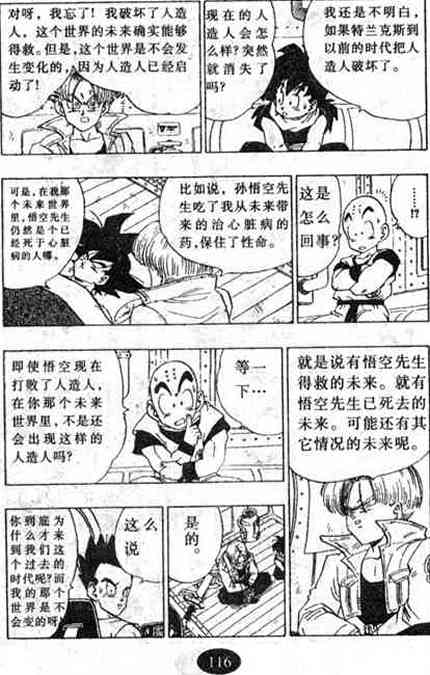 我还是不明白，
如果特兰克斯到
以前的时代把人
造人破坏了。
现在的人
造人会怎
么样？突然
就消失了
吗？
对呀，我忘了！我破坏了人造
人，这个世界的未来确实能够
得救。但是，这个世界是不会发
生变化的，因为人造人已经启
动了！
……
!?
这是
怎么
回事？
比如说，孙悟空先
生吃了我从未来带
来的治心脏病的
药，保住了性命。
可是，在我那
个未来世界
里，悟空先生
仍然是个已
经死于心脏
病的人哪。
就是说有悟空先生
得救的未来。就有
悟空先生已死去的
未来。可能还有其
它情况的未来呢。
等一
下…
即使悟空现在
打败了人造人，
在你那个未来
世界里，不是还
会出现这样的
人造人吗？
是的。
这么
说
你到底为
什么才来
到我们这
个过去的
时代呢？而
我的那个
世界是不
会变的呀！
116